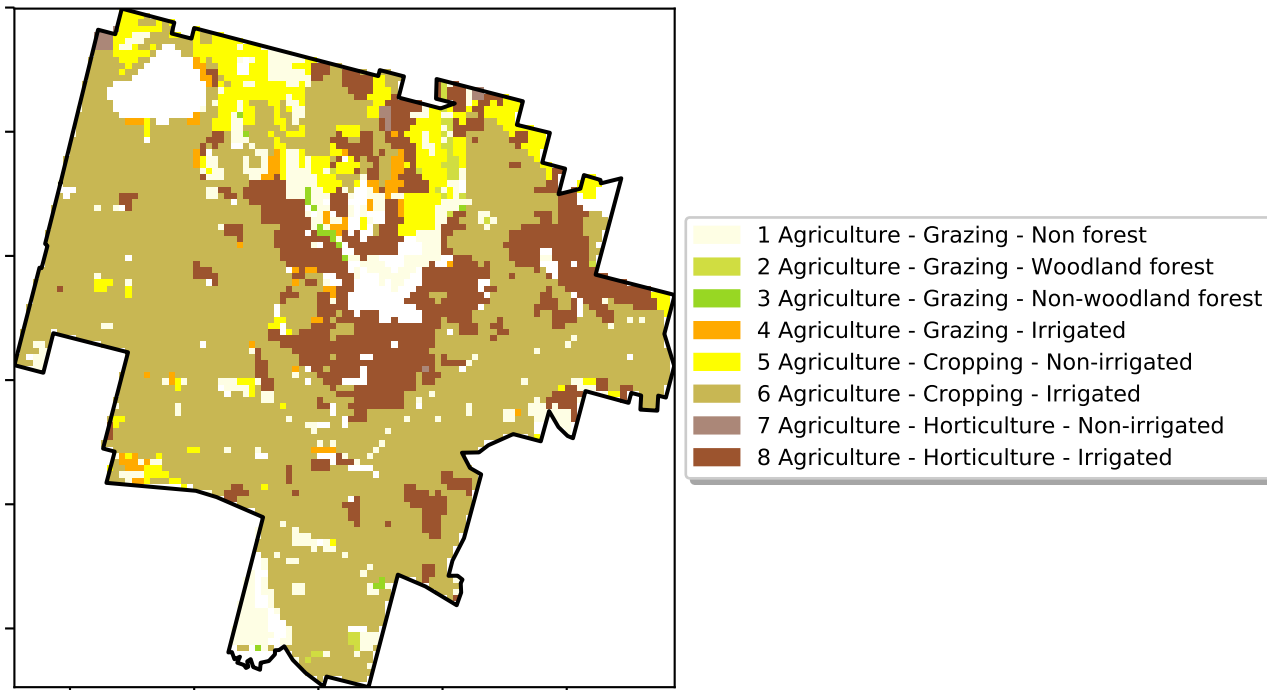 1 Agriculture - Grazing - Non forest
2 Agriculture - Grazing - Woodland forest
3 Agriculture - Grazing - Non-woodland forest
4 Agriculture - Grazing - Irrigated
5 Agriculture - Cropping - Non-irrigated
6 Agriculture - Cropping - Irrigated
7 Agriculture - Horticulture - Non-irrigated
8 Agriculture - Horticulture - Irrigated